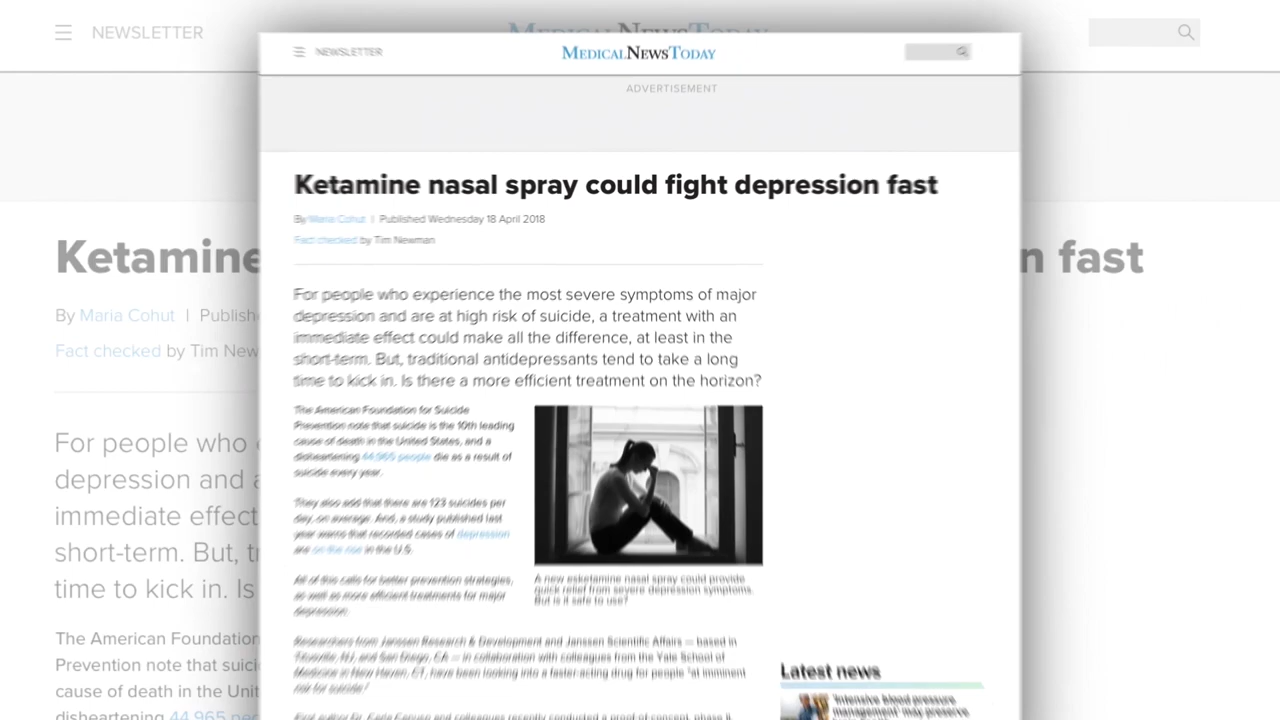 NEWSLETTER
NEWSLETTER
MEDICALNEWSTODAY
ADVERTISEMENT
Ketamine nasal spray could fight depression fast
By Maria Cohut | Published Wednesday 18 April 2018
Fact checked by Tim Newman
For people who experience the most severe symptoms of major
depression and are at high risk of suicide, a treatment with an
immediate effect could make all the difference, at least in the
short-term. But, traditional antidepressants tend to take a long
time to kick in. Is there a more efficient treatment on the horizon?
The American Foundation for Suicide
Prevention note that suicide is the 10th leading
cause of death in the United States, and a
disheartening 44,965 people die as a result of
suicide every year.
They also add that there are 123 suicides per
day, on average. And, a study published last
year warns that recorded cases of depression
are on the rise in the U.S.
All of this calls for better prevention strategies,
as well as more efficient treatments for major
depression.
A new esketamine nasal spray could provide
quick relief from severe depression symptoms.
But is it safe to use?
Researchers from Janssen Research & Development and Janssen Scientific Affairs — based in
Titusville, NJ, and San Diego, CA — in collaboration with colleagues from the Yale School of
Medicine in New Haven, CT, have been looking into a faster-acting drug for people "at imminent
risk for suicide."
Latest news
'Intensive blood pressure
management' may preserve
Ketamine
n fast
By Maria Cohut | Publish
Fact checked by Tim New
For people who
depression and a
immediate effect
short-term. But, t
time to kick in. Is
The American Foundation
Prevention note that suici
cause of death in the Unit
disheartening 44,965 peo